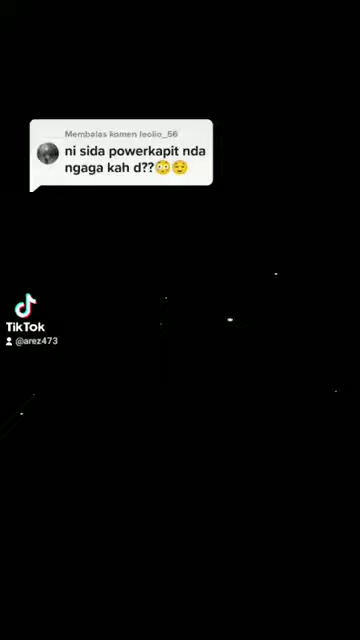 Membalas komen leolio_56
ni sida powerkapit nda
ngaga kah d??😳😌
TikTok
@arez473